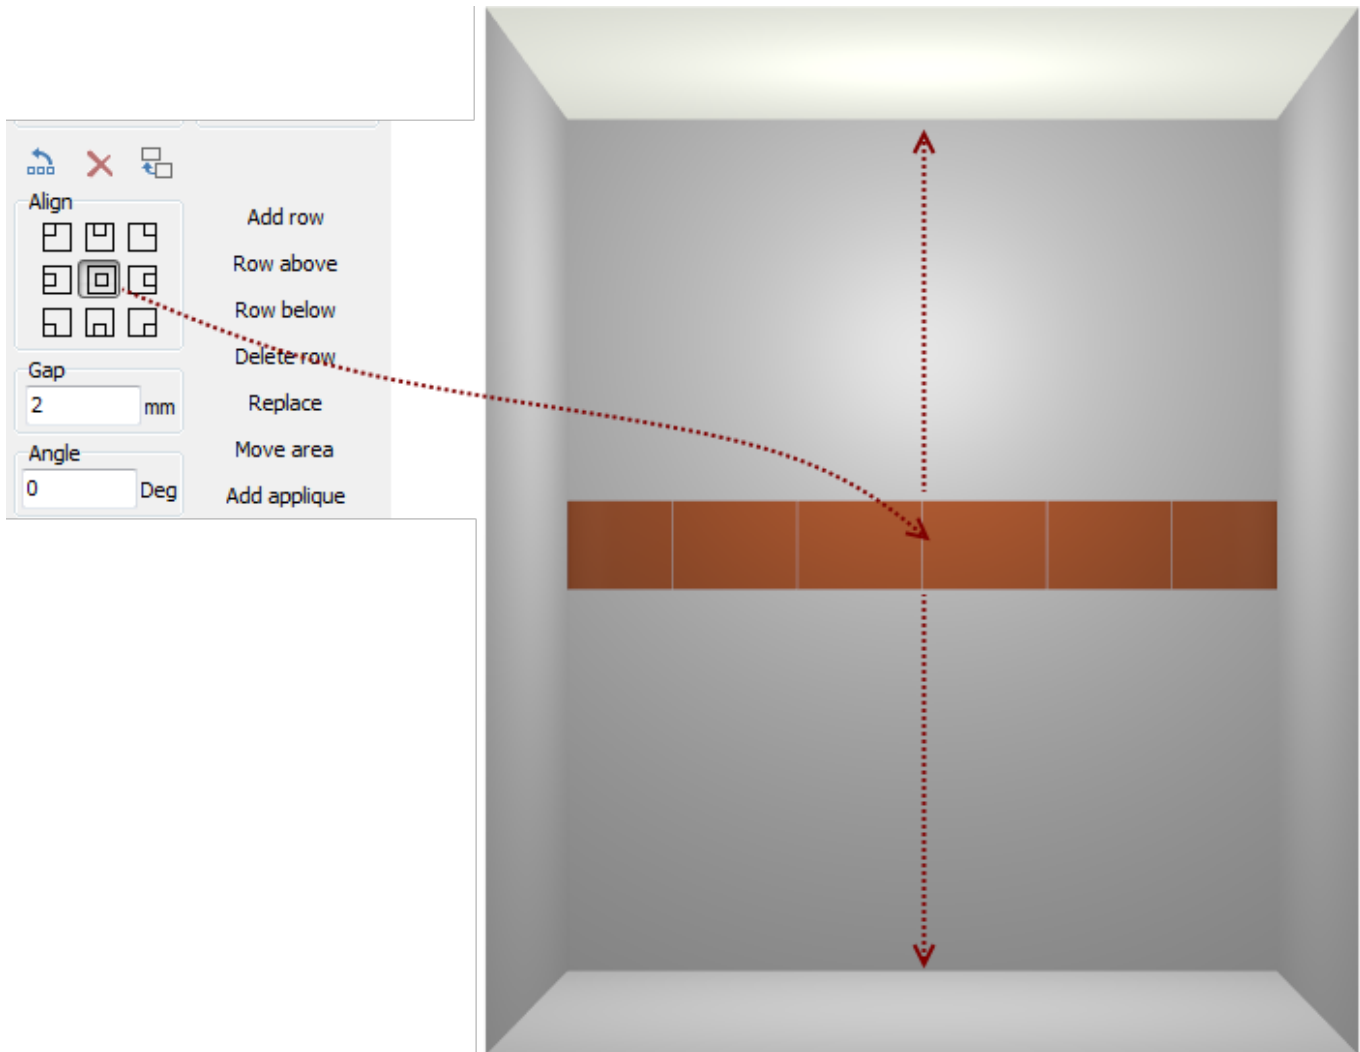 Align
Add row
Row above
Row below
Delete row
Gap
2 mm
Replace
Move area
Angle
0 Deg
Add applique